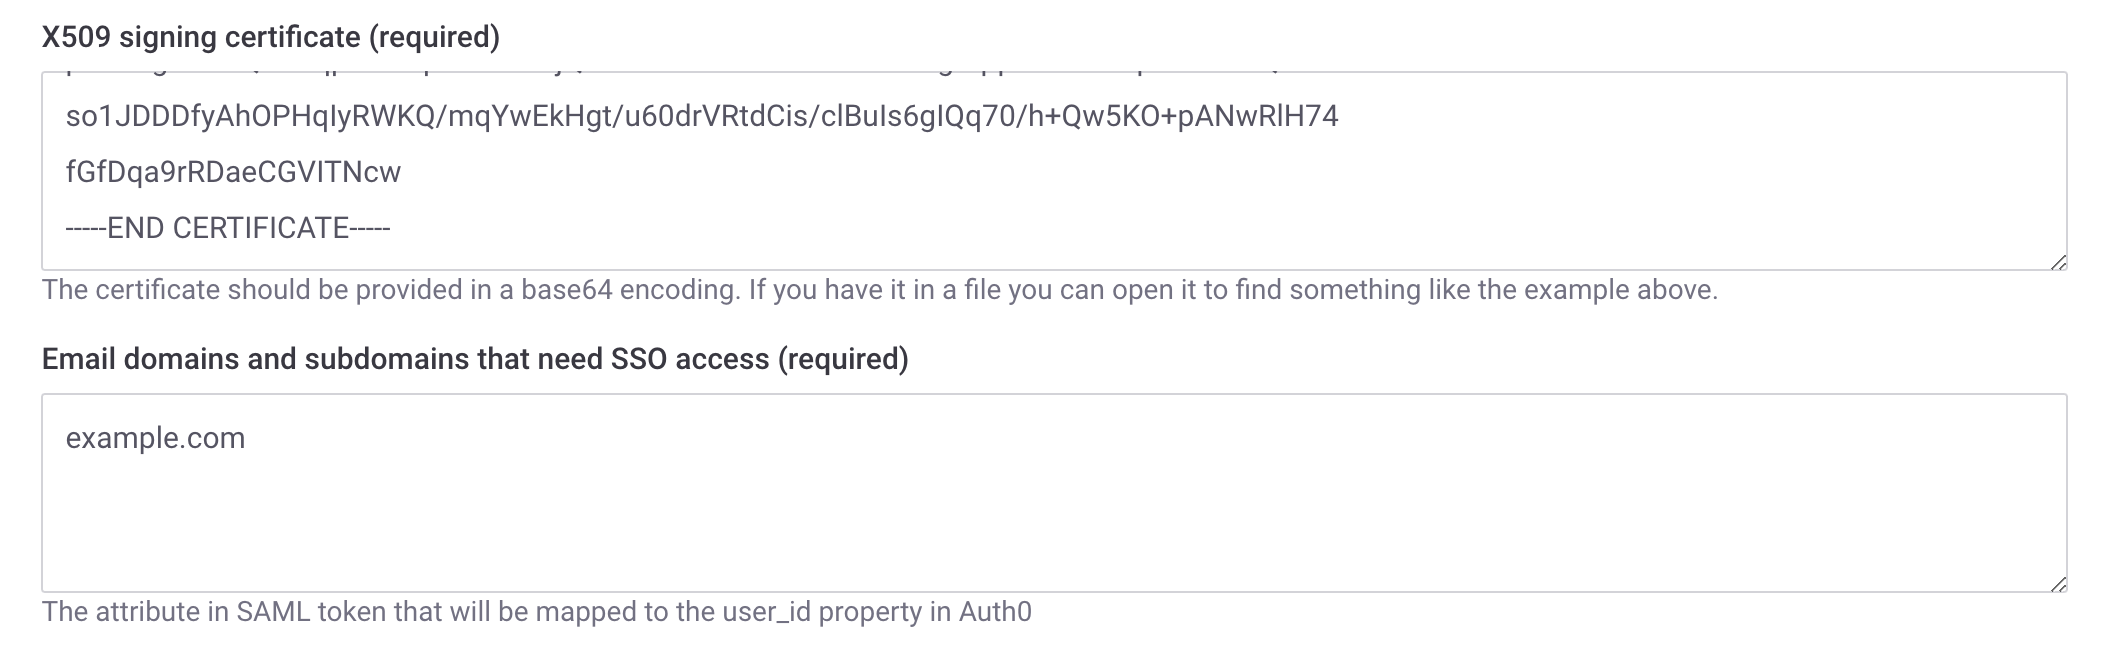 X509 signing certificate (required)
so1JDDDfyAhOPHqIyRWKQ/mqYwEkHgt/u60drVRtdCis/clBuIs6gIQq70/h+Qw5KO+pANwRlH74
fGfDqa9rRDaeCGVITNcw
-----END CERTIFICATE-----
The certificate should be provided in a base64 encoding. If you have it in a file you can open it to find something like the example above.
Email domains and subdomains that need SSO access (required)
example.com
The attribute in SAML token that will be mapped to the user_id property in Auth0